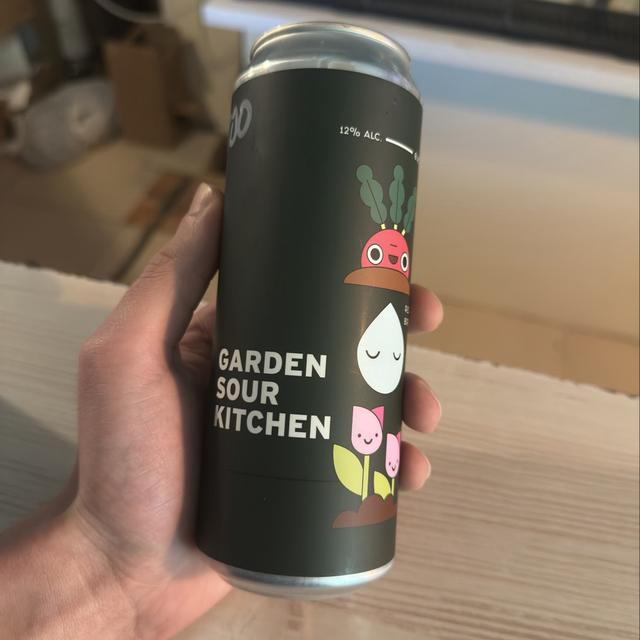 12% ALC.
GARDEN
SOUR
KITCHEN